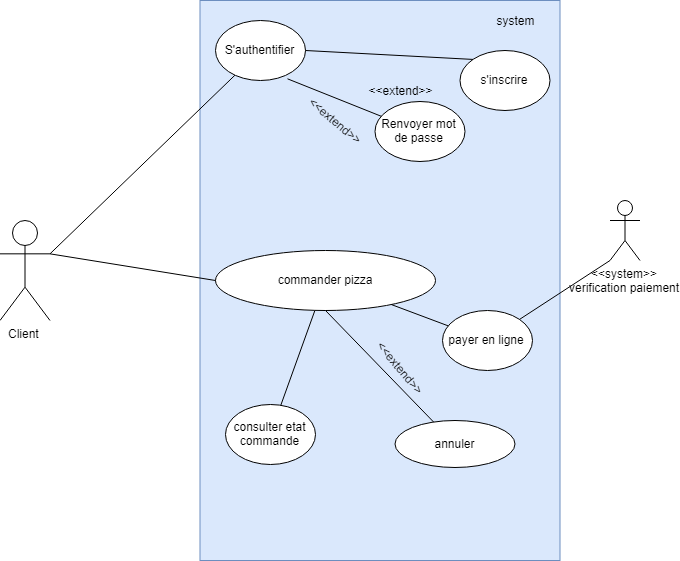 system
S'authentifier
s'inscrire
<<extend>>
<<extend>>
Renvoyer mot
de passe
commander pizza
<<system>>
verification paiement
Client
payer en ligne
<<extend>>
consulter etat
commande
annuler